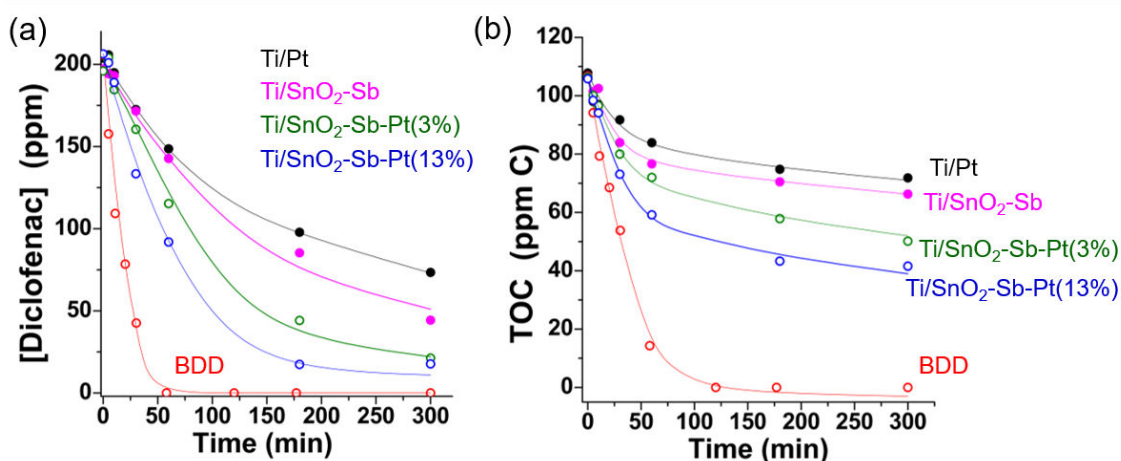 (a)
[Diclofenac] (ppm)
200
150
100
50
0
Ti/Pt
Ti/SnO₂-Sb
Ti/SnO₂-Sb-Pt(3%)
Ti/SnO₂-Sb-Pt(13%)
BDD
0 50 100 150 200 250 300
Time (min)
(b)
TOC (ppm C)
120
100
80
60
40
20
0
Ti/Pt
Ti/SnO₂-Sb
Ti/SnO₂-Sb-Pt(3%)
Ti/SnO₂-Sb-Pt(13%)
BDD
0 50 100 150 200 250 300
Time (min)